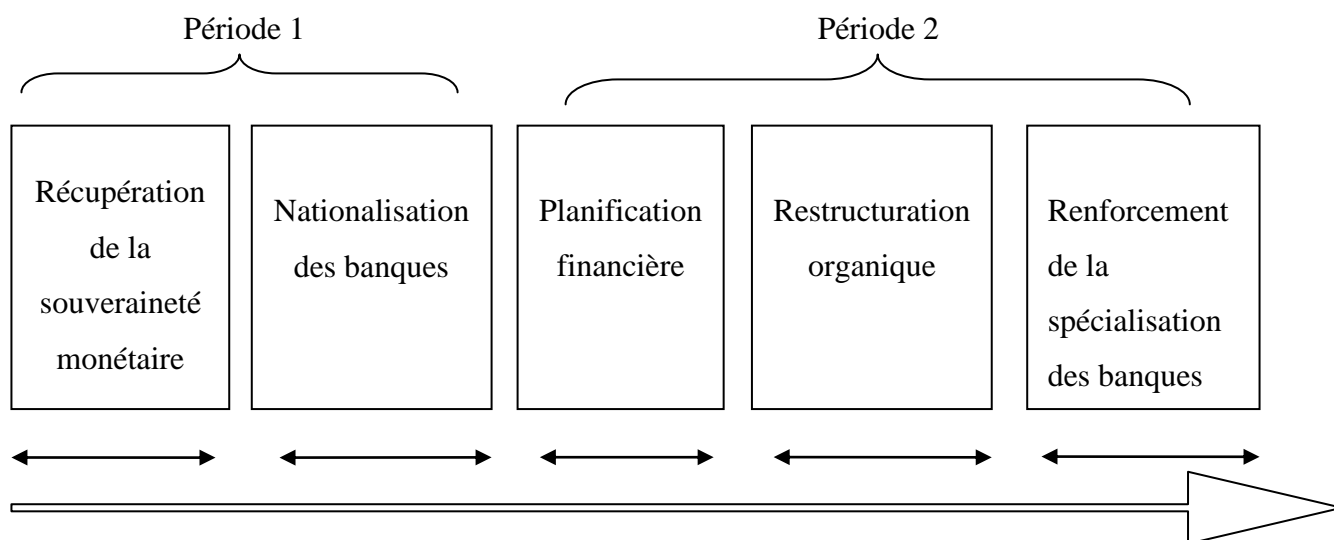 Période 1
Période 2
Récupération
de la
souveraineté
monétaire
Nationalisation
des banques
Planification
financière
Restructuration
organique
Renforcement
de la
spécialisation
des banques